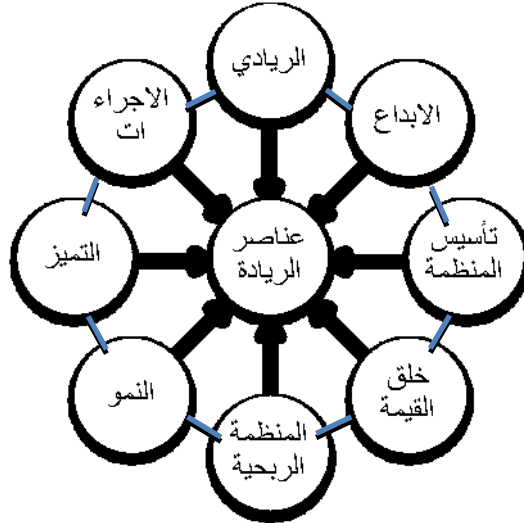 الريادي
الابداع
تأسيس
المنظمة
خلق
القيمة
المنظمة
الربحية
النمو
التميز
الاجراء
ات
عناصر
الريادة